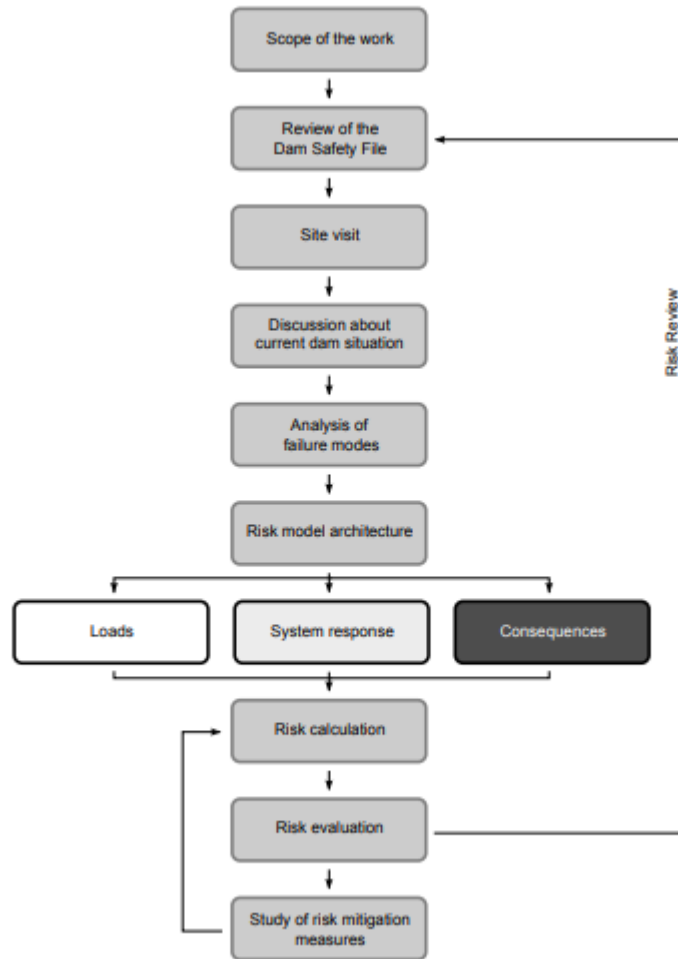 Scope of the work
Review of the
Dam Safety File
Site visit
Discussion about
current dam situation
Risk Review
Analysis of
failure modes
Risk model architecture
Loads
System response
Consequences
Risk calculation
Risk evaluation
Study of risk mitigation
measures